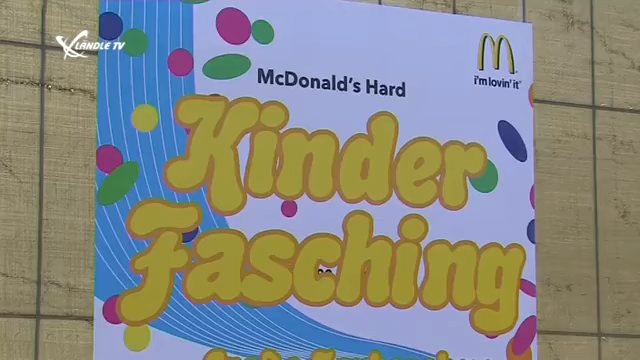 LÄNDLE TV
i'm lovin' it
McDonald's Hard
Kinder
Fasching